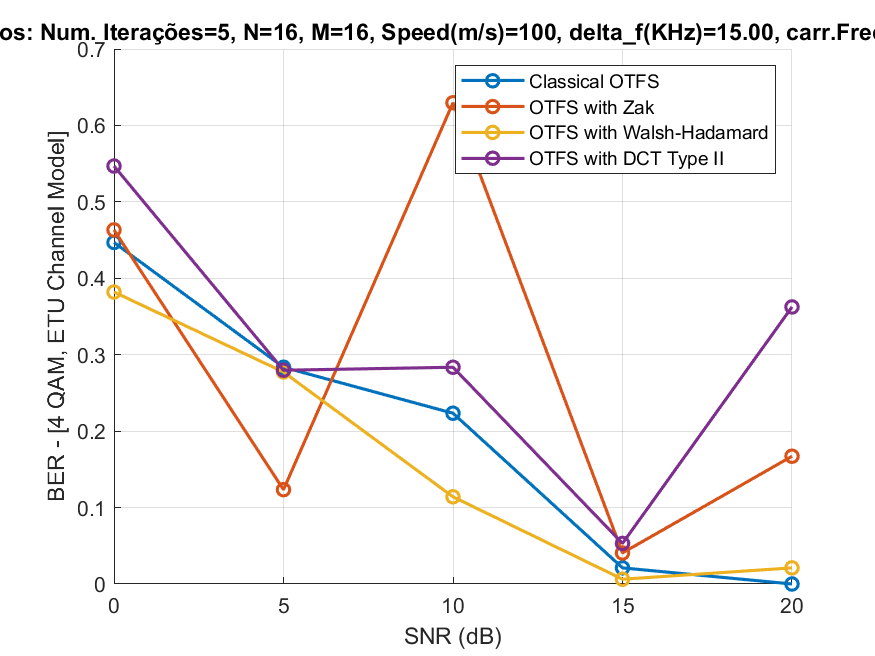 os: Num. Iterações=5, N=16, M=16, Speed(m/s)=100, delta_f(KHz)=15.00, carr.Free
0.7
Classical OTFS
OTFS with Zak
OTFS with Walsh-Hadamard
OTFS with DCT Type II
0.6
0.5
0.4
0.3
0.2
0.1
0
BER - [4 QAM, ETU Channel Model]
0 5 10 15 20
SNR (dB)